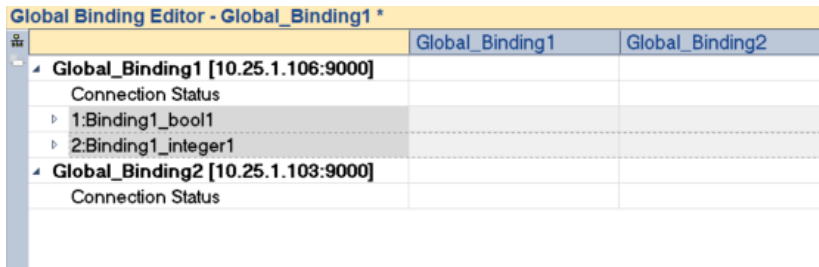 Global Binding Editor - Global_Binding1 *
Global_Binding1 Global_Binding2
Global_Binding1 [10.25.1.106:9000]
Connection Status
1:Binding1_bool1
2:Binding1_integer1
Global_Binding2 [10.25.1.103:9000]
Connection Status